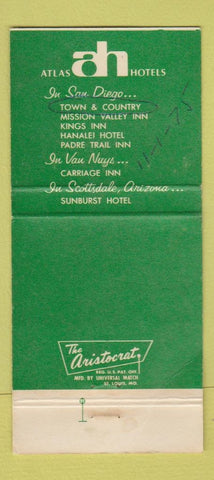 ATLAS ah HOTELS
In San Diego...
TOWN & COUNTRY
MISSION VALLEY INN
KINGS INN
HANALEI HOTEL
PADRE TRAIL INN
In Van Nuys...
CARRIAGE INN
In Scottsdale, Arizona...
SUNBURST HOTEL
The
Aristocrat
REG. U.S. PAT. OFF.
MFD. BY UNIVERSAL MATCH
ST. LOUIS, MO.